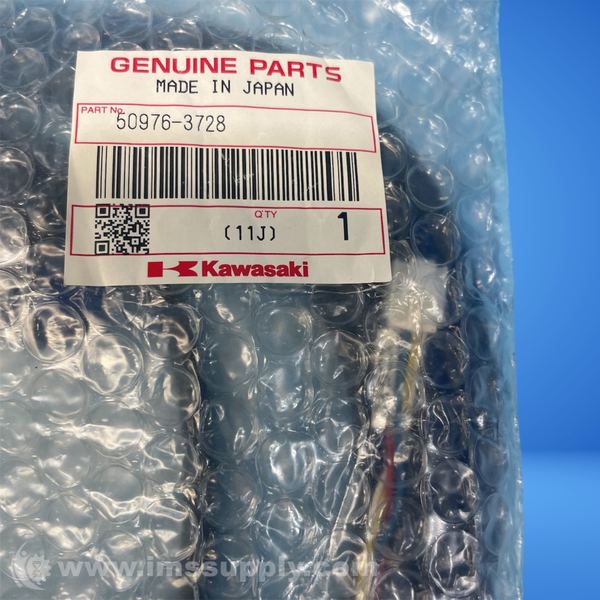 GENUINE PARTS
MADE IN JAPAN
PART No.
50976-3728
Q'TY
(11J) 1
Kawasaki
www.imssupply.com